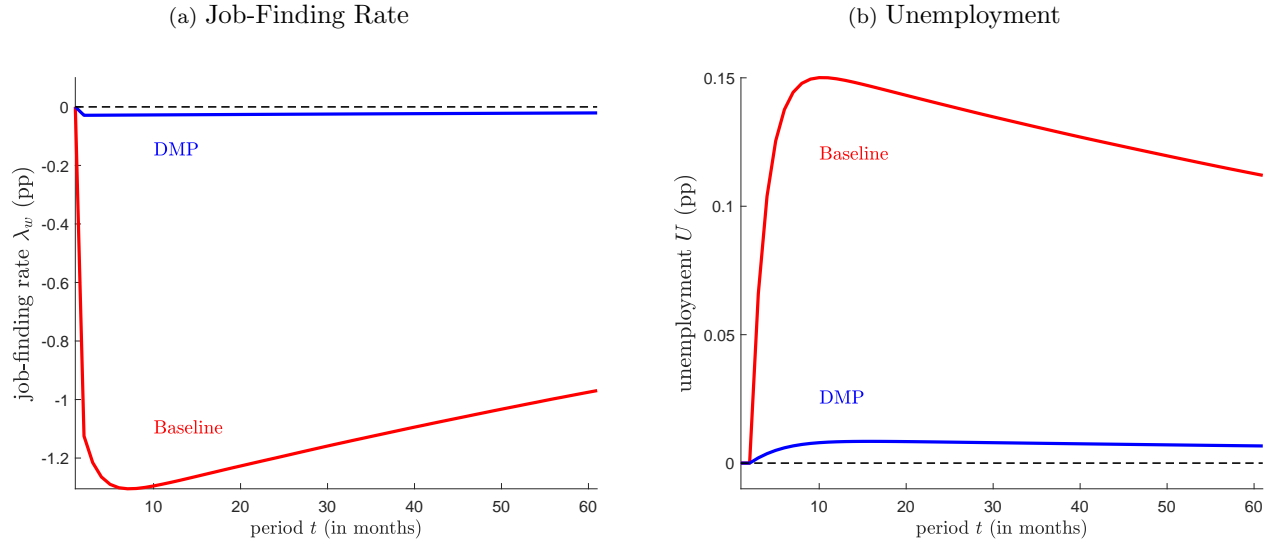 (a) Job-Finding Rate
0
-0.2
-0.4
-0.6
-0.8
-1
-1.2
job-finding rate λw (pp)
DMP
Baseline
10
20
30
40
50
60
period t (in months)
(b) Unemployment
0.15
0.1
0.05
0
unemployment U (pp)
Baseline
DMP
10
20
30
40
50
60
period t (in months)